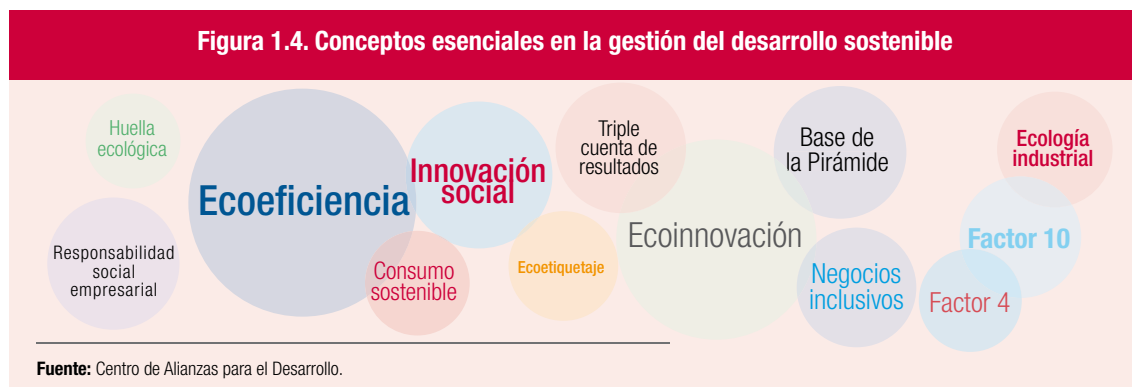 Figura 1.4. Conceptos esenciales en la gestión del desarrollo sostenible
Huella
ecológica
Responsabilidad
social
empresarial
Ecoeficiencia
Innovación
social
Consumo
sostenible
Ecoetiquetaje
Triple
cuenta de
resultados
Ecoinnovación
Base de
la Pirámide
Negocios
inclusivos
Ecología
industrial
Factor 10
Factor 4
Fuente: Centro de Alianzas para el Desarrollo.